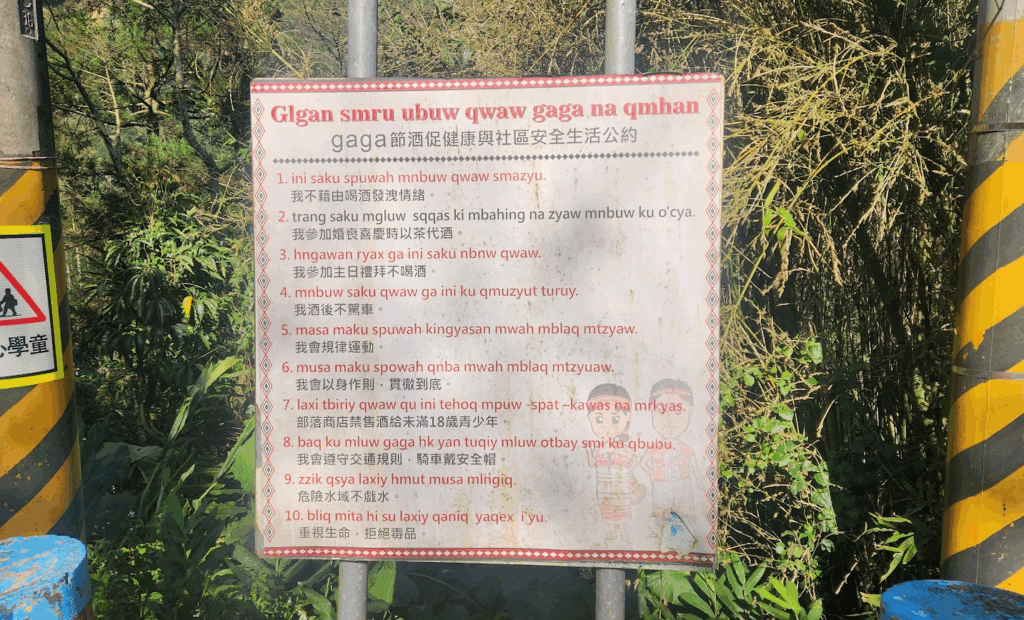 Glgan smru ubuw qwaw gaga na qmhan
gaga節酒促健康與社區安全生活公約
1. ini saku spuwah mnbuw qwaw smazyu.
我不藉由喝酒發洩情緒。
2. trang saku mgluw sqqas ki mbahing na zyaw mnbuw ku o'cya.
我參加婚喪喜慶時以茶代酒。
3. hngawan ryax ga ini saku nbnw qwaw.
我參加主日禮拜不喝酒。
4. mnbuw saku qwaw ga ini ku qmuzyut turuy.
我酒後不駕車。
5. masa maku spuwah kingyasan mwah mblaq mtzyaw.
我會規律運動。
6. musa maku spowah qnba mwah mblaq mtzyuaw.
我會以身作則，貫徹到底。
7. laxi tbiriy qwaw qu ini tehoq mpuw -spat -kawas na mrkyas.
部落商店禁售酒給未滿18歲青少年。
8. baq ku mluw gaga hk yan tuqiy mluw otbay smi ku qbubu.
我會遵守交通規則，騎車戴安全帽。
9. zzik qsya laxiy hmut musa mlngiq.
危險水域不戲水。
10. bliq mita hi su laxiy qaniq yaqex i'yu.
重視生命，拒絕毒品。
心學童